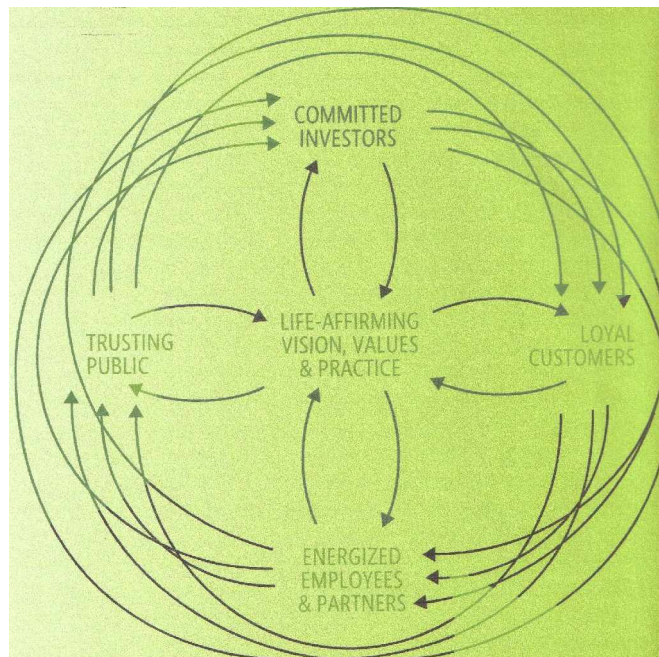 COMMITTED
INVESTORS
TRUSTING
PUBLIC
LIFE-AFFIRMING
VISION, VALUES
& PRACTICE
LOYAL
CUSTOMERS
ENERGIZED
EMPLOYEES
& PARTNERS